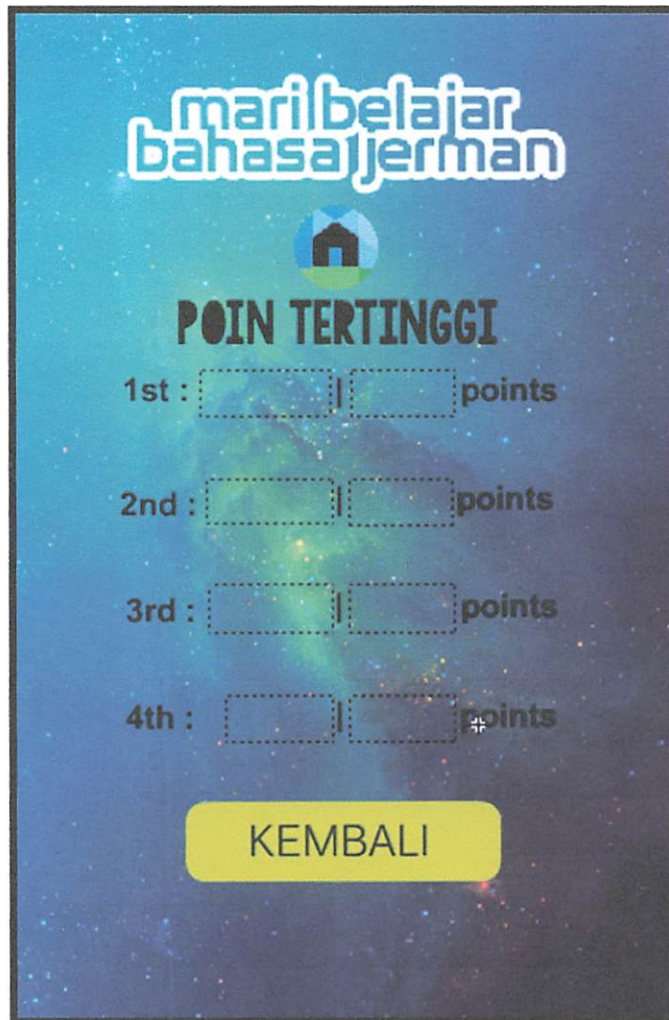 mari belajar
bahasa jerman
POIN TERTINGGI
1st : | points
2nd : | points
3rd : | points
4th : | points
KEMBALI